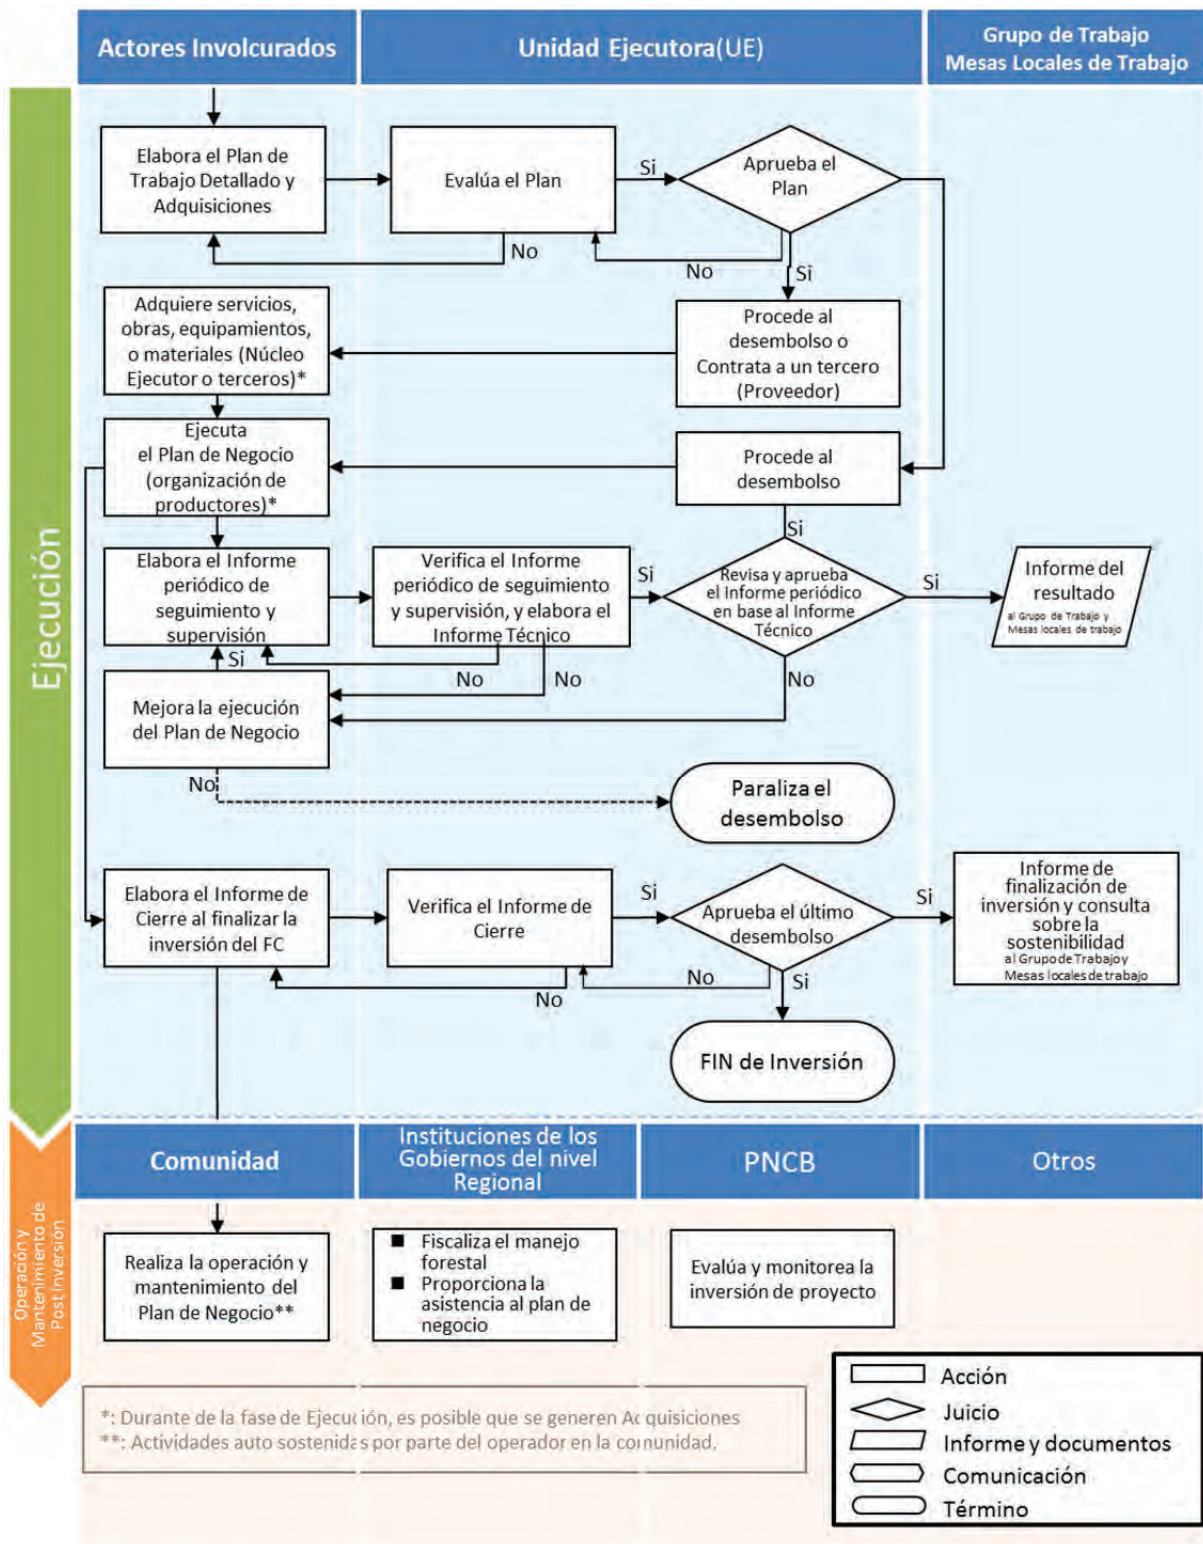 Actores Involcurados
Unidad Ejecutora(UE)
Grupo de Trabajo
Mesas Locales de Trabajo
Ejecución
Elabora el Plan de
Trabajo Detallado y
Adquisiciones
Evalúa el Plan
Si
Aprueba el
Plan
No
No
Si
Adquiere servicios,
obras, equipamientos,
o materiales (Núcleo
Ejecutor o terceros)*
Procede al
desembolso o
Contrata a un tercero
(Proveedor)
Ejecuta
el Plan de Negocio
(organización de
productores)*
Procede al
desembolso
Si
Elabora el Informe
periódico de
seguimiento y
supervisión
Verifica el Informe
periódico de seguimiento
y supervisión, y elabora el
Informe Técnico
Si
Revisa y aprueba
el Informe periódico
en base al Informe
Técnico
Si
Informe del
resultado
al Grupo de Trabajo y
Mesas locales de trabajo
Si
No
No
No
Mejora la ejecución
del Plan de Negocio
No
Paraliza el
desembolso
Elabora el Informe de
Cierre al finalizar la
inversión del FC
Verifica el Informe de
Cierre
Si
Aprueba el último
desembolso
Si
Informe de
finalización de
inversión y consulta
sobre la
sostenibilidad
al Grupo de Trabajo y
Mesas locales de trabajo
No
No
Si
FIN de Inversión
Operación y
Mantenimiento de
Post Inversión
Comunidad
Instituciones de los
Gobiernos del nivel
Regional
PNCB
Otros
Realiza la operación y
mantenimiento del
Plan de Negocio**
■ Fiscaliza el manejo
forestal
■ Proporciona la
asistencia al plan de
negocio
Evalúa y monitorea la
inversión de proyecto
*: Durante de la fase de Ejecución, es posible que se generen Acquisiciones
**: Actividades auto sostenidas por parte del operador en la comunidad.
Acción
Juicio
Informe y documentos
Comunicación
Término